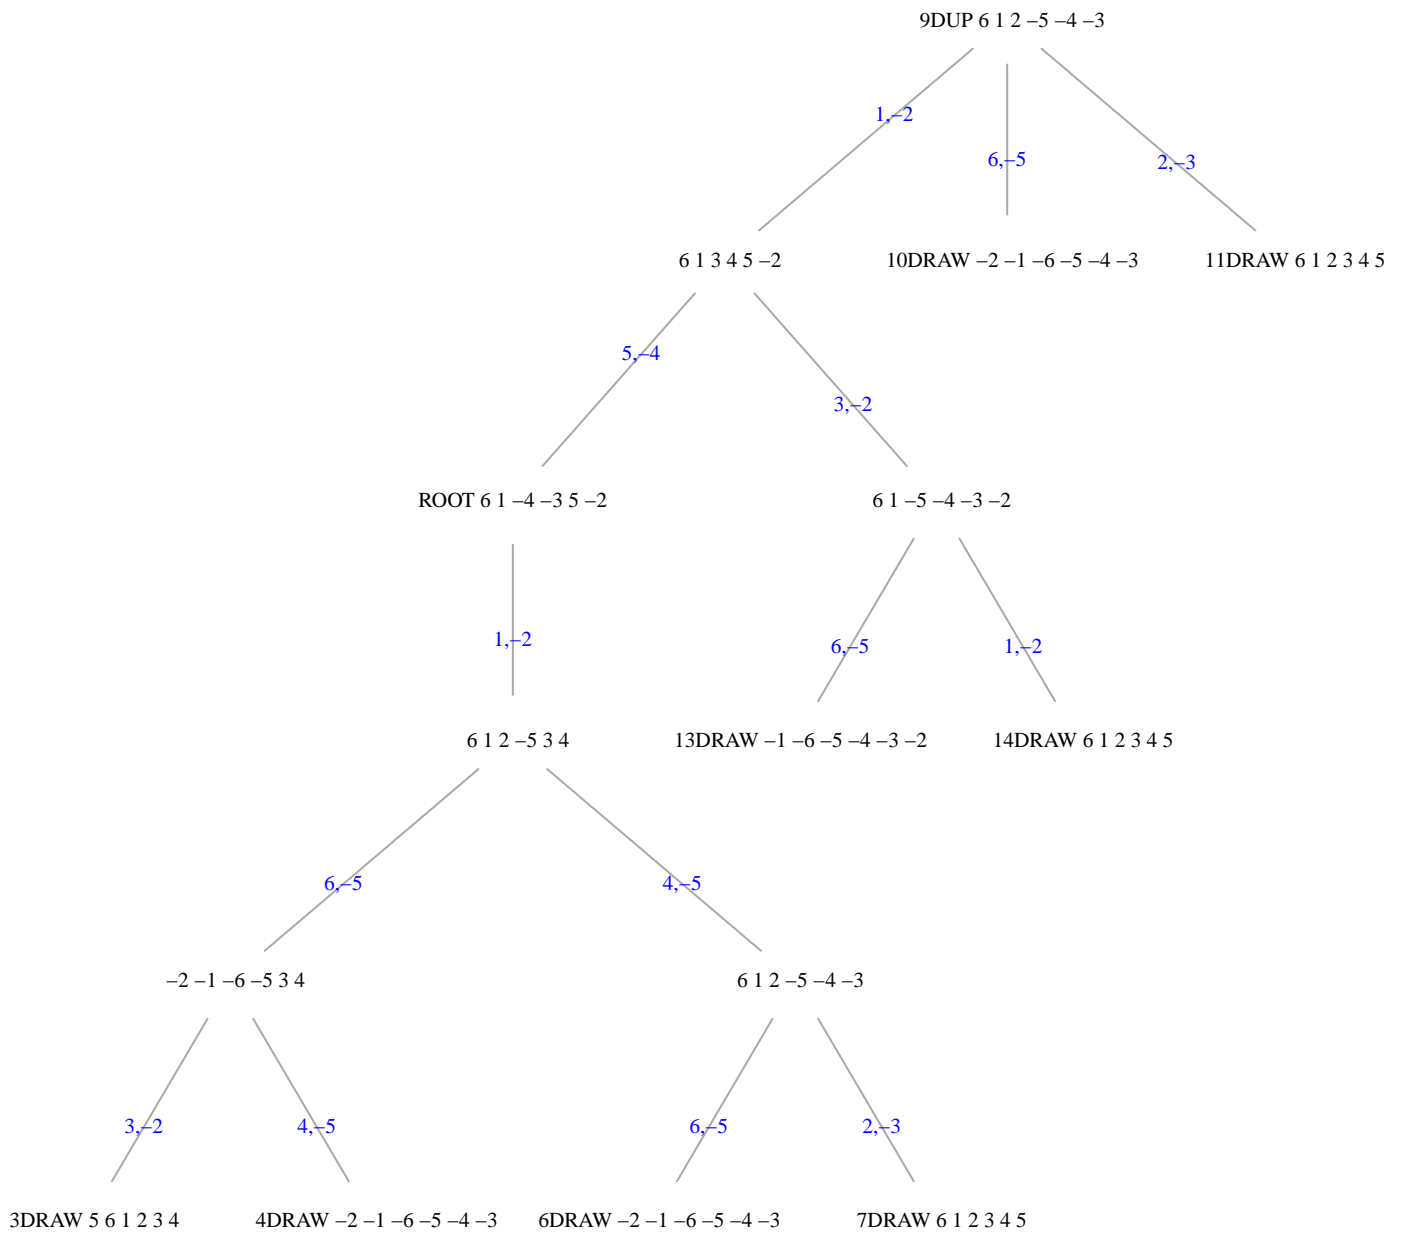 9DUP 6 1 2 –5 –4 –3
1,–2
6,–5
2,–3
6 1 3 4 5 –2
10DRAW –2 –1 –6 –5 –4 –3
11DRAW 6 1 2 3 4 5
5,–4
3,–2
ROOT 6 1 –4 –3 5 –2
6 1 –5 –4 –3 –2
1,–2
6,–5
1,–2
6 1 2 –5 3 4
13DRAW –1 –6 –5 –4 –3 –2
14DRAW 6 1 2 3 4 5
6,–5
4,–5
–2 –1 –6 –5 3 4
6 1 2 –5 –4 –3
3,–2
4,–5
6,–5
2,–3
3DRAW 5 6 1 2 3 4
4DRAW –2 –1 –6 –5 –4 –3
6DRAW –2 –1 –6 –5 –4 –3
7DRAW 6 1 2 3 4 5